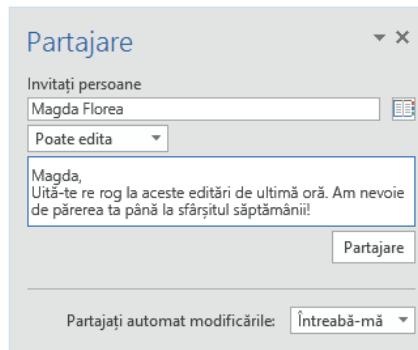 Partajare
Invitați persoane
Magda Florea
Poate edita
Magda,
Uită-te re rog la aceste editări de ultimă oră. Am nevoie
de părerea ta până la sfârșitul săptămânii!
Partajare
Partajați automat modificările: Întreabă-mă